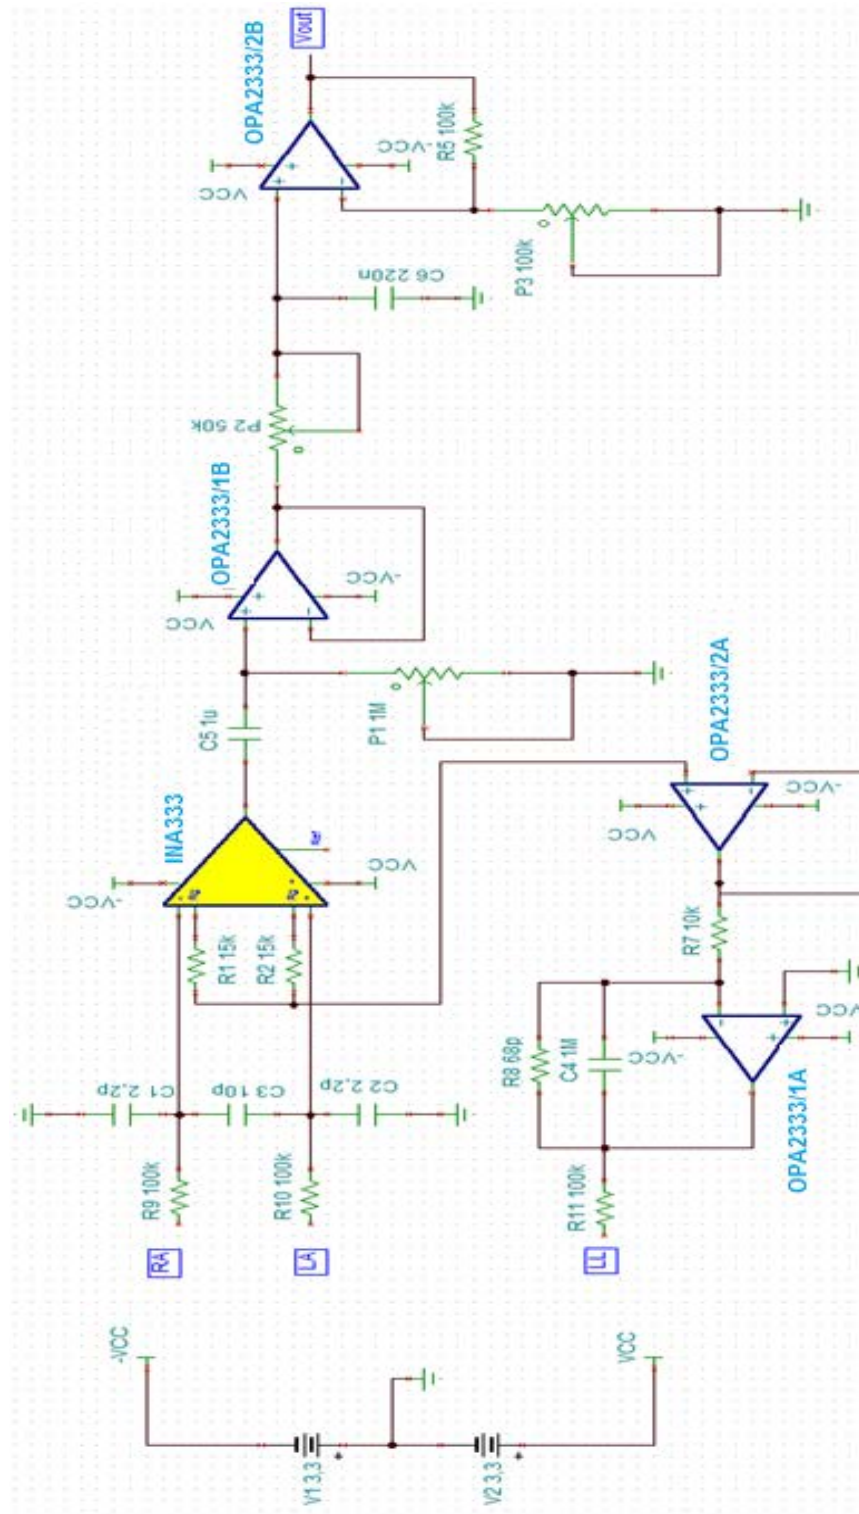 Vout
OPA2333/2B
VCC
-VCC
R5 100k
P3 100k
C6 220n
P2 50k
OPA2333/1B
VCC
-VCC
C5 1u
P1 1M
INA333
-VCC
VCC
Ref
Rg
Rg
R1 15k
R2 15k
OPA2333/2A
VCC
-VCC
R7 10k
C1 2,2p
C3 10p
C2 2,2p
R9 100k
R10 100k
RA
LA
R8 68p
C4 1M
-VCC
VCC
OPA2333/1A
R11 100k
LL
-VCC
VCC
V1 3,3
V2 3,3